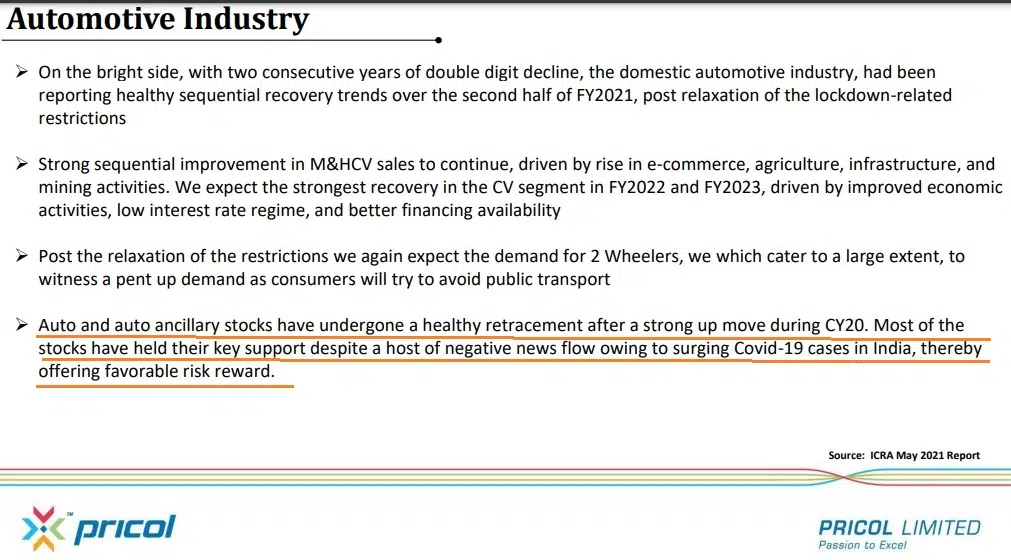 Automotive Industry
➢ On the bright side, with two consecutive years of double digit decline, the domestic automotive industry, had been
reporting healthy sequential recovery trends over the second half of FY2021, post relaxation of the lockdown-related
restrictions
➢ Strong sequential improvement in M&HCV sales to continue, driven by rise in e-commerce, agriculture, infrastructure, and
mining activities. We expect the strongest recovery in the CV segment in FY2022 and FY2023, driven by improved economic
activities, low interest rate regime, and better financing availability
➢ Post the relaxation of the restrictions we again expect the demand for 2 Wheelers, we which cater to a large extent, to
witness a pent up demand as consumers will try to avoid public transport
➢ Auto and auto ancillary stocks have undergone a healthy retracement after a strong up move during CY20. Most of the
stocks have held their key support despite a host of negative news flow owing to surging Covid-19 cases in India, thereby
offering favorable risk reward.
Source: ICRA May 2021 Report
™ pricol
PRICOL LIMITED
Passion to Excel